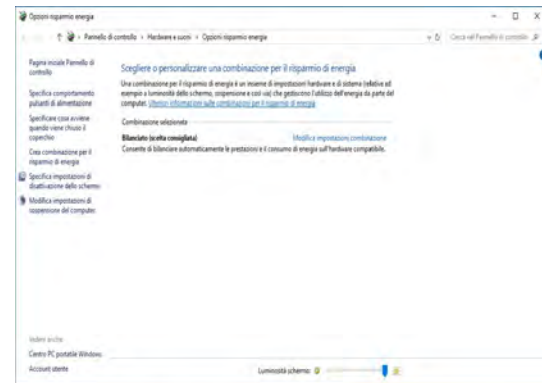 Opzioni risparmio energia
Pannello di controllo › Hardware e suoni › Opzioni risparmio energia
Cerca nel Pannello di controllo
Pagina iniziale Pannello di
controllo
Specifica comportamento
pulsanti di alimentazione
Specificare cosa avviene
quando viene chiuso il
coperchio
Crea combinazione per il
risparmio di energia
Specifica impostazioni di
disattivazione dello schermo
Modifica impostazioni di
sospensione del computer
Scegliere o personalizzare una combinazione per il risparmio di energia
Una combinazione per il risparmio di energia è un insieme di impostazioni hardware e di sistema (relative ad
esempio a luminosità dello schermo, sospensione e così via) che gestiscono l'utilizzo dell'energia da parte del
computer. Ulteriori informazioni sulle combinazioni per il risparmio di energia
Combinazione selezionata
Bilanciato (scelta consigliata) Modifica impostazioni combinazione
Consente di bilanciare automaticamente le prestazioni e il consumo di energia sull'hardware compatibile.
Vedere anche
Centro PC portatile Windows
Account utente
Luminosità schermo: